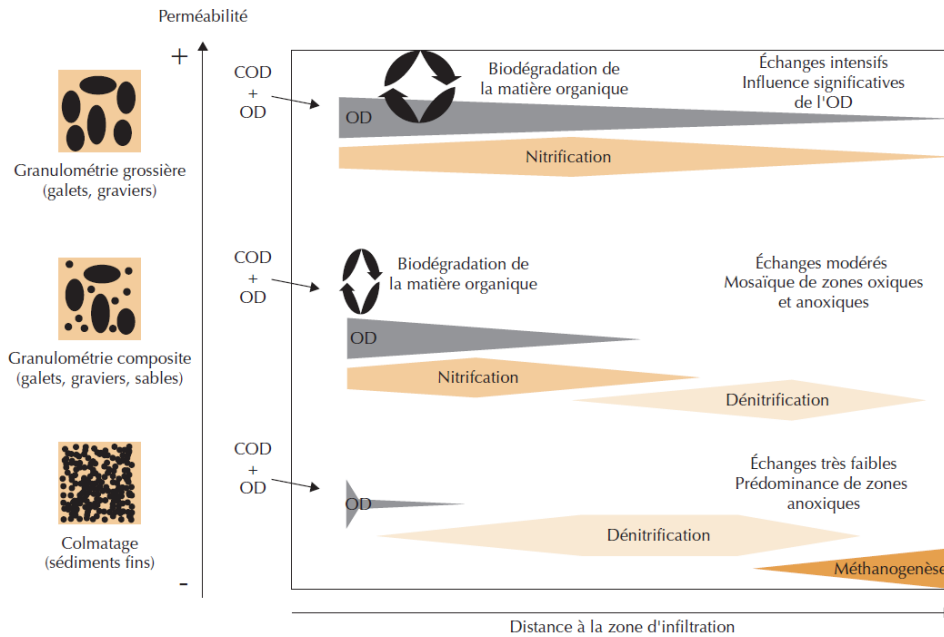 Perméabilité
+
COD
+
OD
OD
Biodégradation de
la matière organique
Échanges intensifs
Influence significatives
de l'OD
Nitrification
Granulométrie grossière
(galets, graviers)
COD
+
OD
Biodégradation de
la matière organique
Échanges modérés
Mosaïque de zones oxiques
et anoxiques
OD
Granulométrie composite
(galets, graviers, sables)
Nitrifcation
Dénitrification
COD
+
OD
Échanges très faibles
Prédominance de zones
anoxiques
OD
Dénitrification
Colmatage
(sédiments fins)
Méthanogenèse
-
Distance à la zone d'infiltration